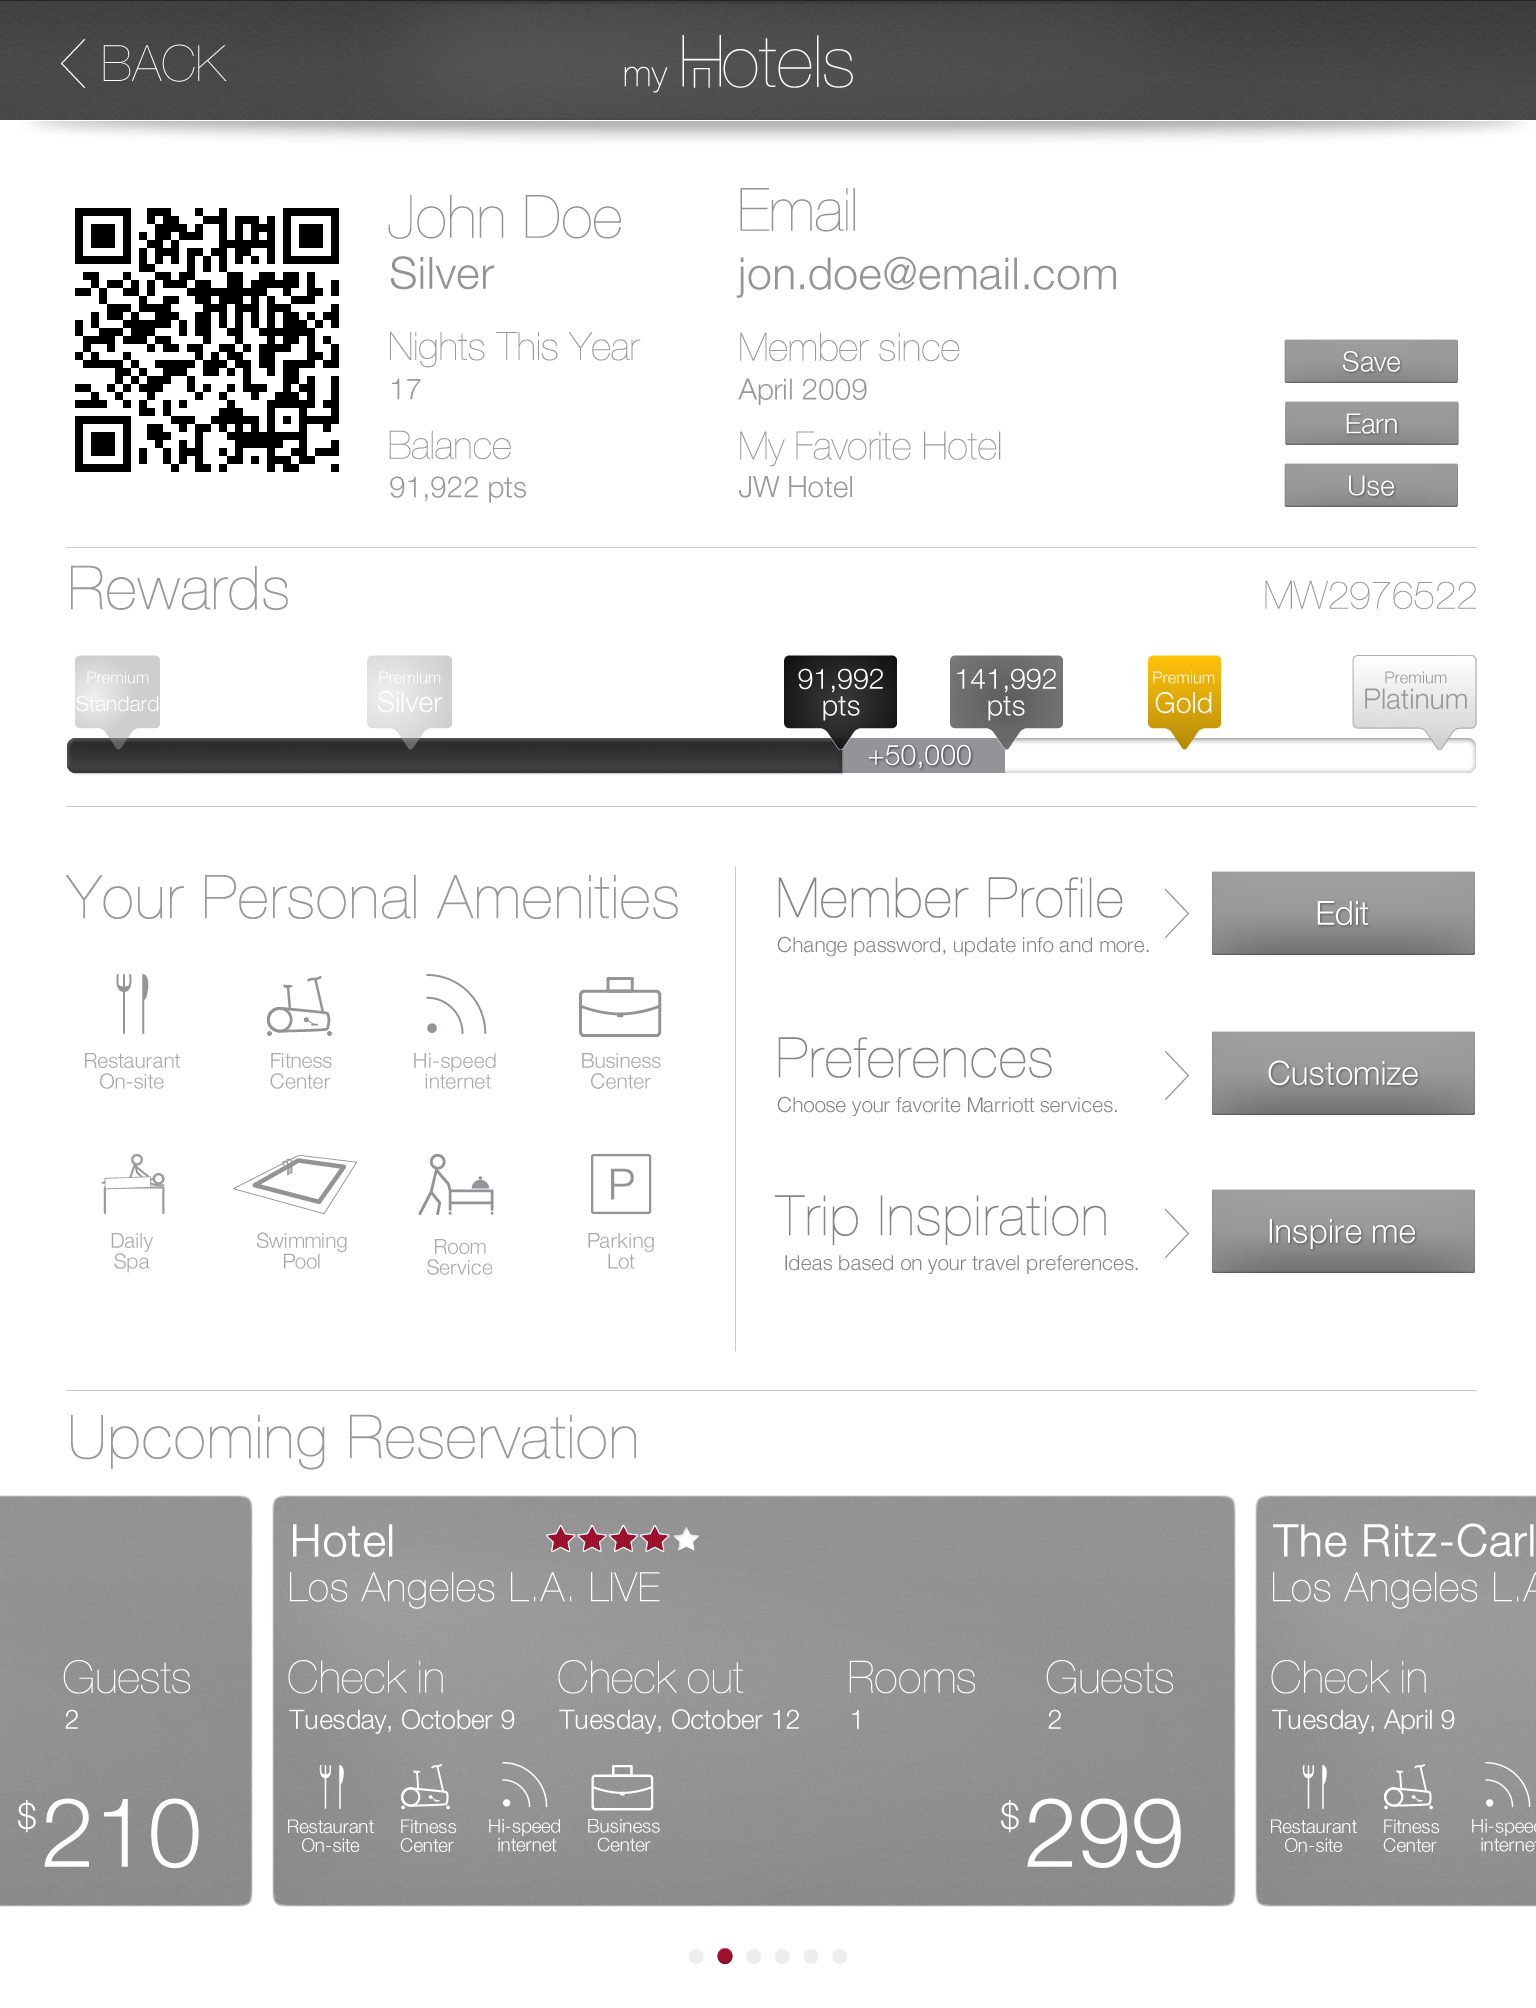 BACK
my Hotels
John Doe
Silver
Email
jon.doe@email.com
Nights This Year
17
Member since
April 2009
Balance
91,922 pts
My Favorite Hotel
JW Hotel
Save
Earn
Use
Rewards
MW2976522
Premium
Standard
Premium
Silver
91,992
pts
141,992
pts
Premium
Gold
Premium
Platinum
+50,000
Your Personal Amenities
Restaurant
On-site
Fitness
Center
Hi-speed
internet
Business
Center
Daily
Spa
Swimming
Pool
Room
Service
P
Parking
Lot
Member Profile
Change password, update info and more.
Edit
Preferences
Choose your favorite Marriott services.
Customize
Trip Inspiration
Ideas based on your travel preferences.
Inspire me
Upcoming Reservation
Guests
2
$210
Hotel
Los Angeles L.A. LIVE
Check in
Tuesday, October 9
Check out
Tuesday, October 12
Rooms
1
Guests
2
Restaurant
On-site
Fitness
Center
Hi-speed
internet
Business
Center
$299
The Ritz-Carl
Los Angeles L.A
Check in
Tuesday, April 9
Restaurant
On-site
Fitness
Center
Hi-speed
internet